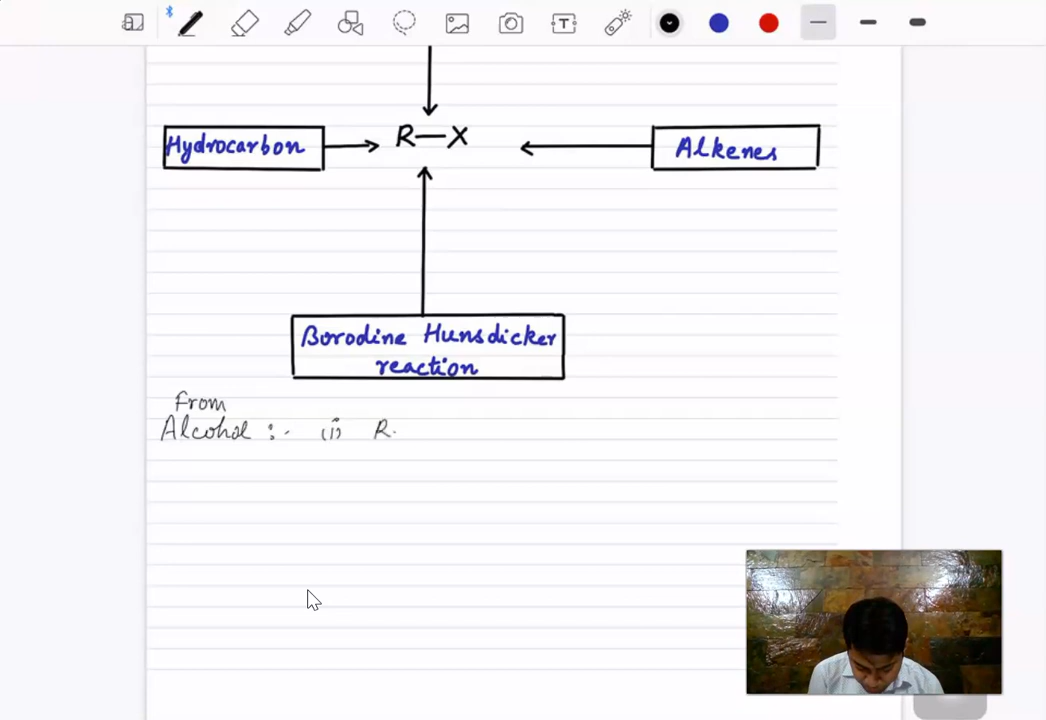 Hydrocarbon
R—X
Alkenes
Borodine Hunsdicker
reaction
From
Alcohol :- (i) R-